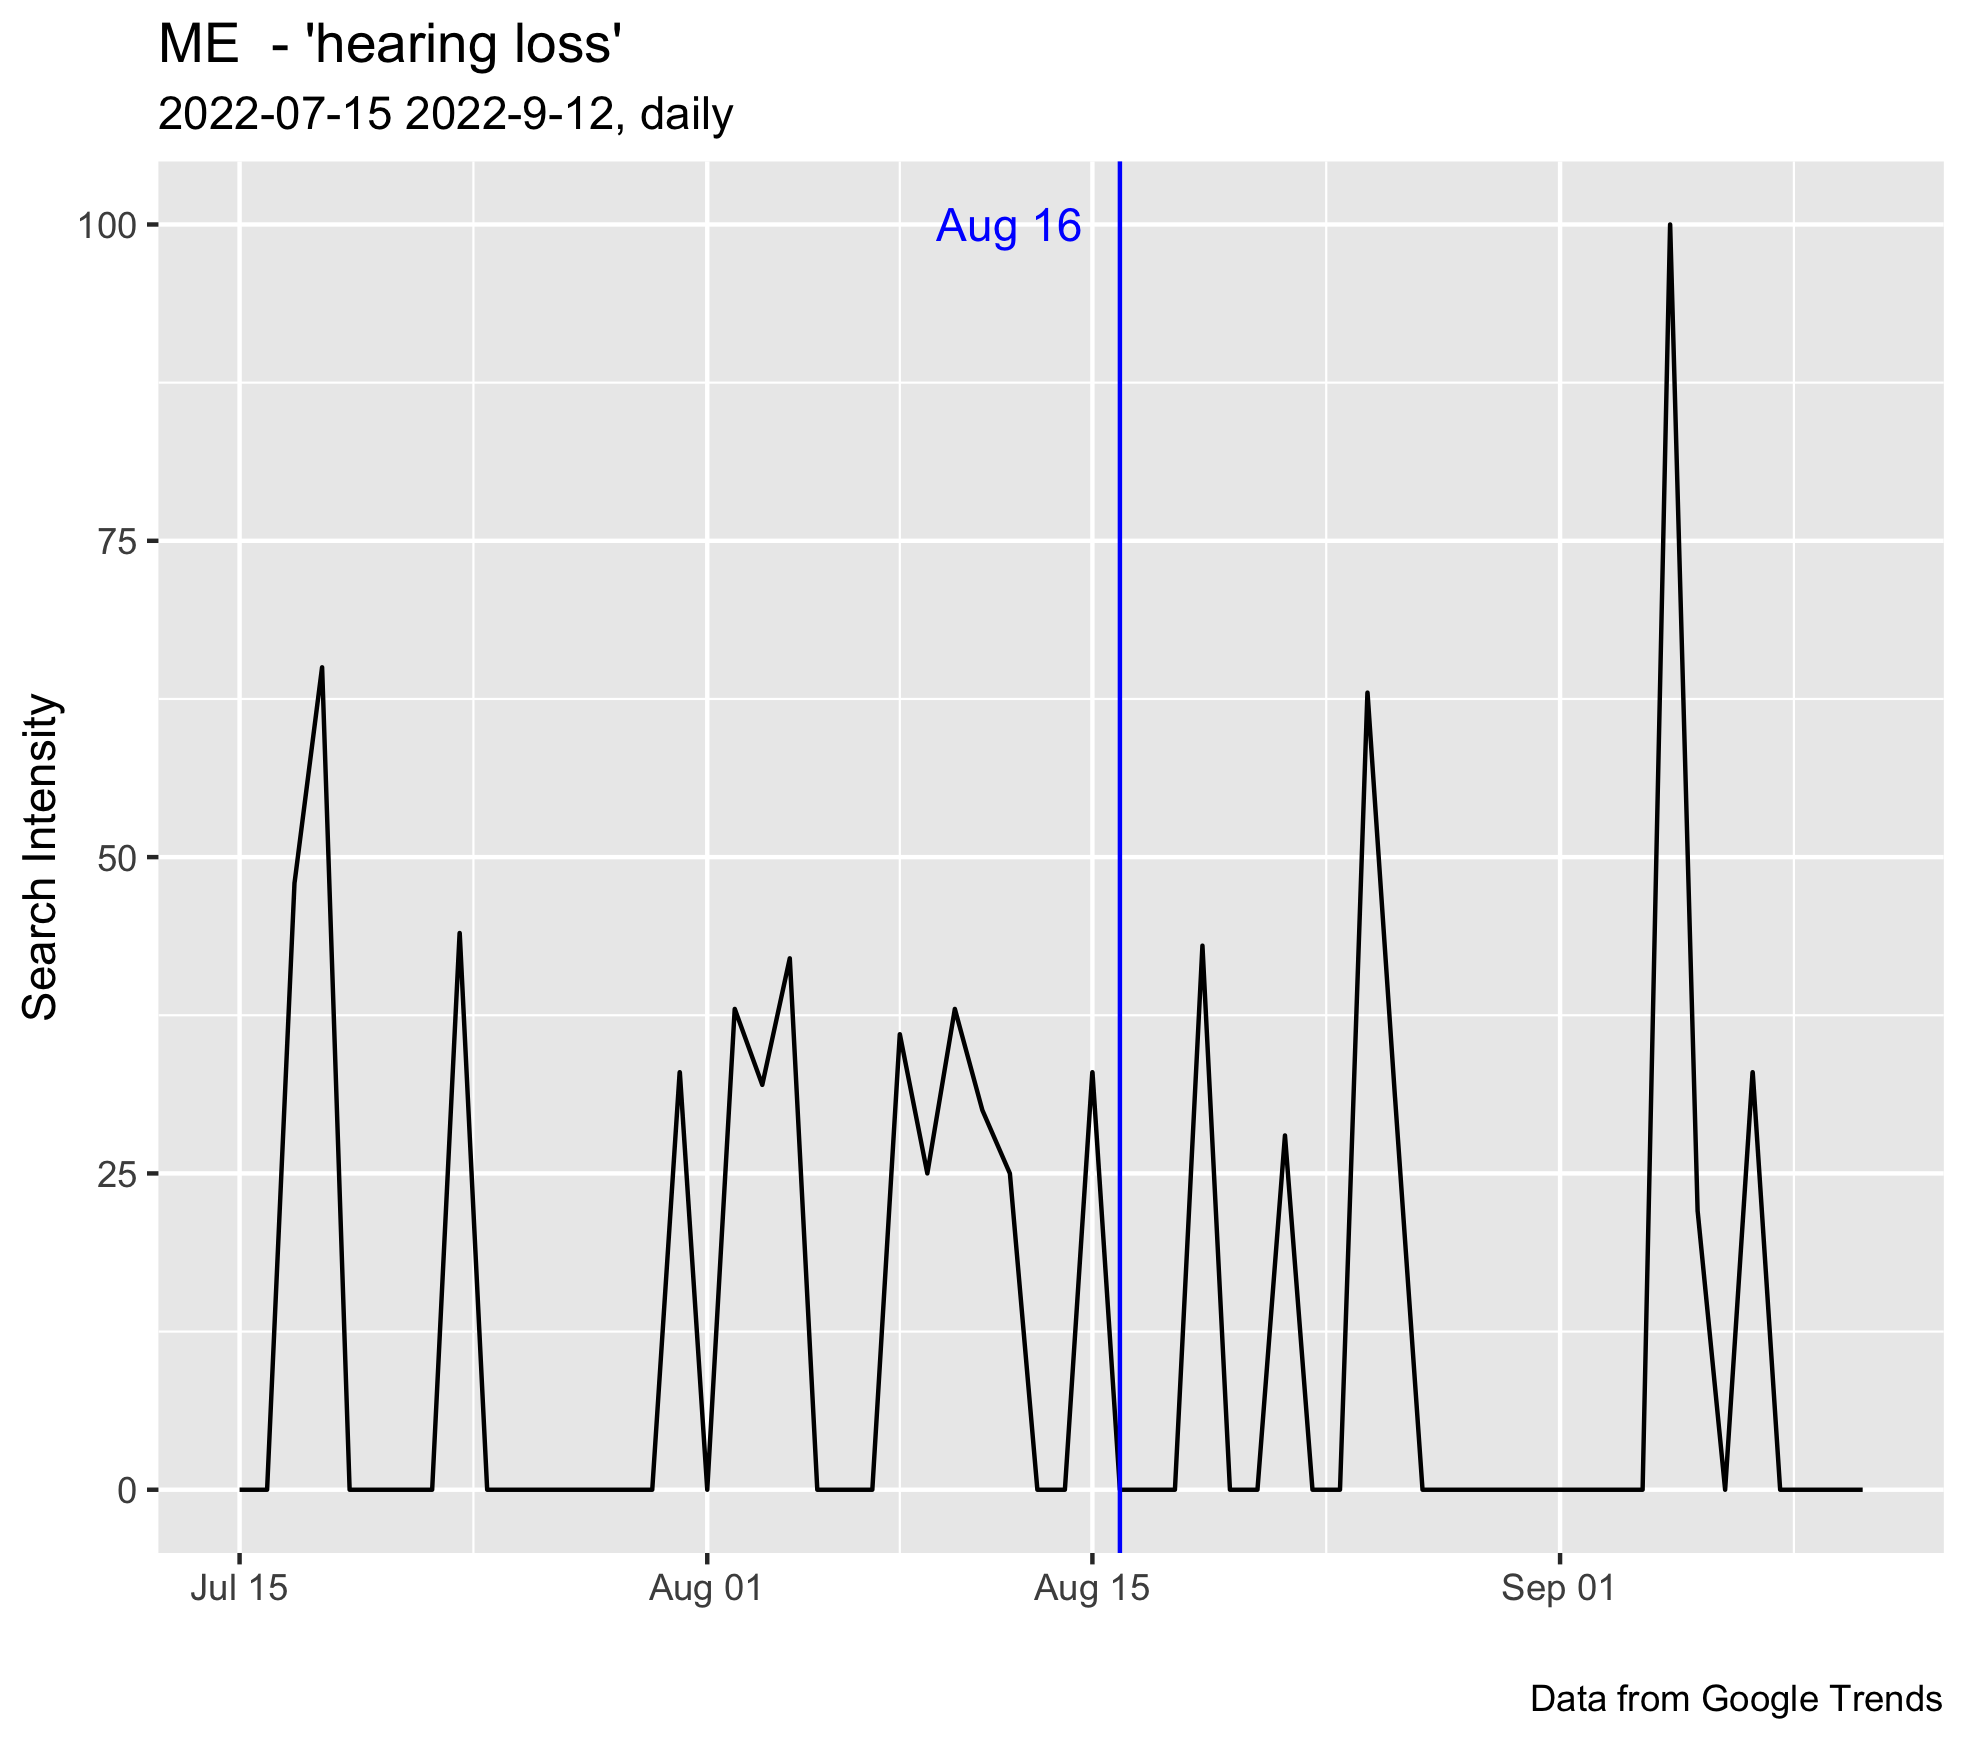 ME  - 'hearing loss'
2022-07-15 2022-9-12, daily
Aug 16
100
75
50
25
0
Search Intensity
Jul 15 Aug 01 Aug 15 Sep 01
Data from Google Trends